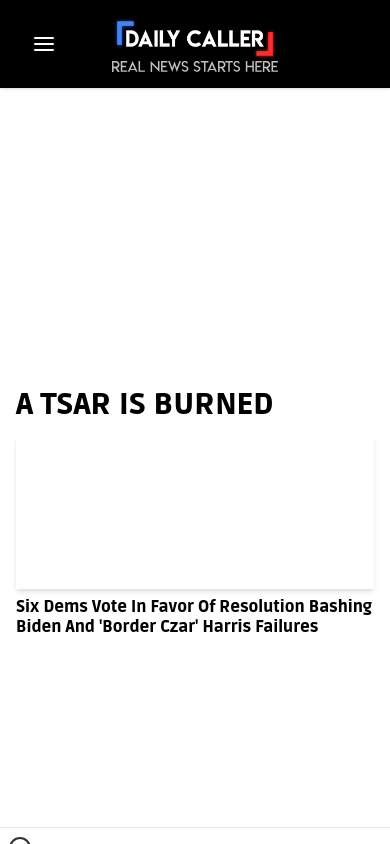 DAILY CALLER
REAL NEWS STARTS HERE
A TSAR IS BURNED
Six Dems Vote In Favor Of Resolution Bashing
Biden And 'Border Czar' Harris Failures